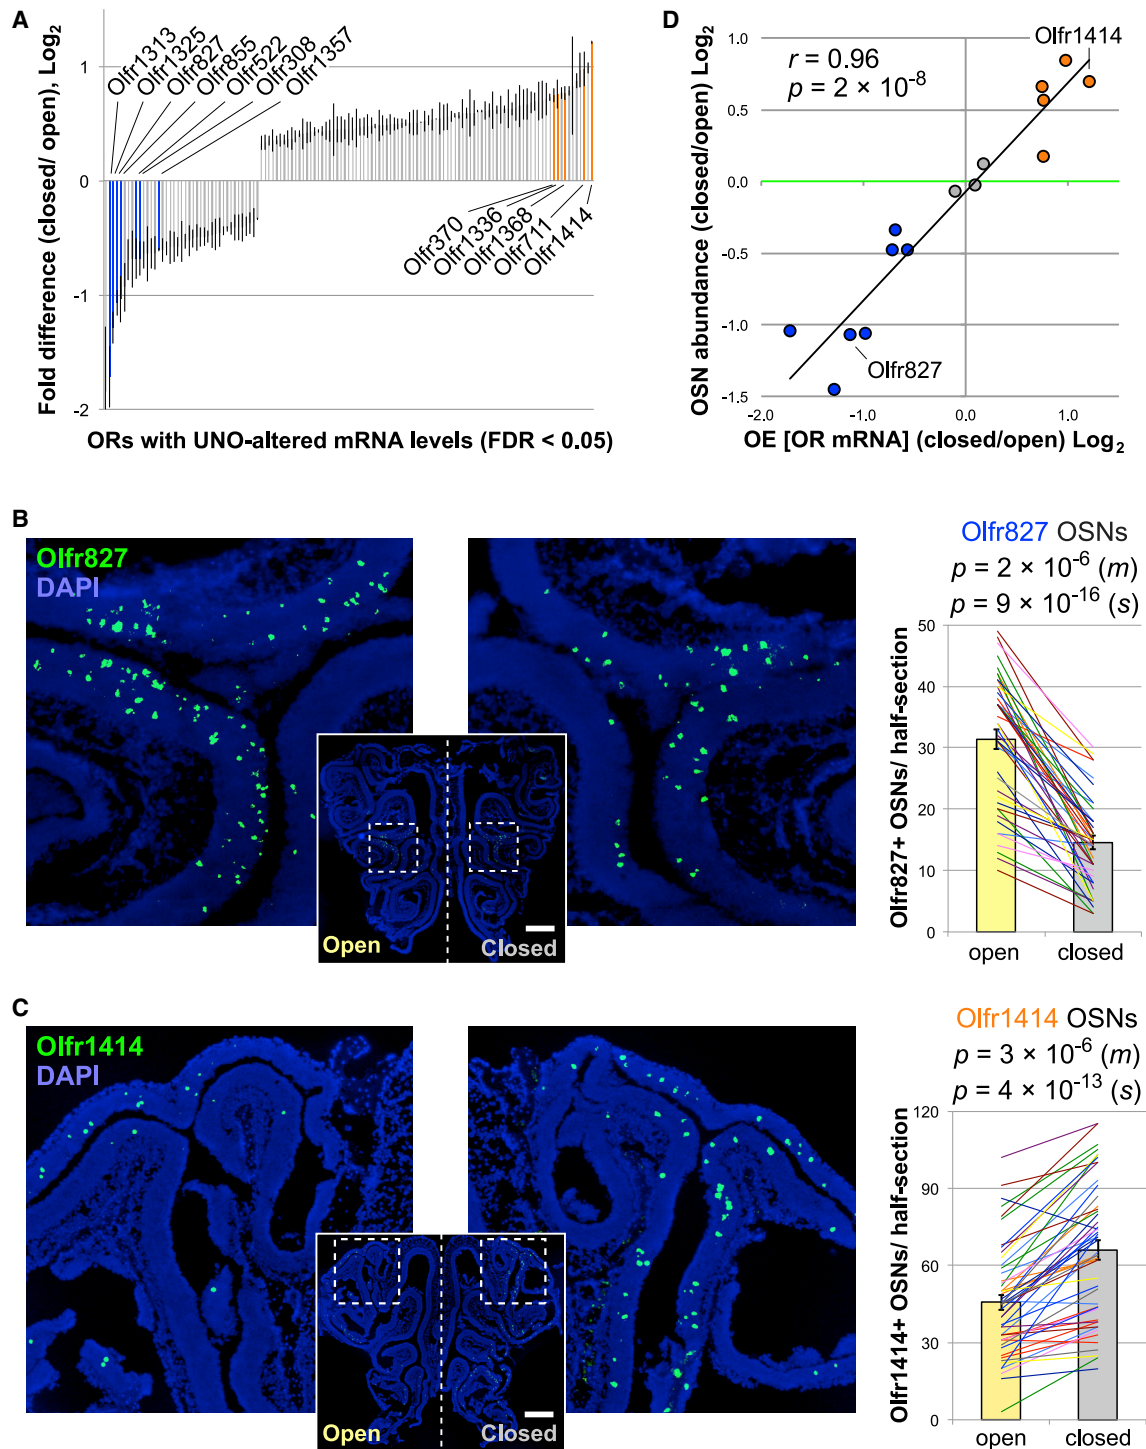 A
Fold difference (closed/ open), Log2
1
0
-1
-2
Olfr1313
Olfr1325
Olfr827
Olfr855
Olfr522
Olfr308
Olfr1357
Olfr370
Olfr1336
Olfr1368
Olfr711
Olfr1414
ORs with UNO-altered mRNA levels (FDR < 0.05)
D
OSN abundance (closed/open) Log2
1.0
0.5
0.0
-0.5
-1.0
-1.5
r = 0.96
p = 2 × 10-8
Olfr1414
Olfr827
-2.0
-1.0
0.0
1.0
OE [OR mRNA] (closed/open) Log2
B
Olfr827
DAPI
Open
Closed
Olfr827 OSNs
p = 2 × 10-6 (m)
p = 9 × 10-16 (s)
Olfr827+ OSNs/ half-section
50
40
30
20
10
0
open
closed
C
Olfr1414
DAPI
Open
Closed
Olfr1414 OSNs
p = 3 × 10-6 (m)
p = 4 × 10-13 (s)
Olfr1414+ OSNs/ half-section
120
90
60
30
0
open
closed